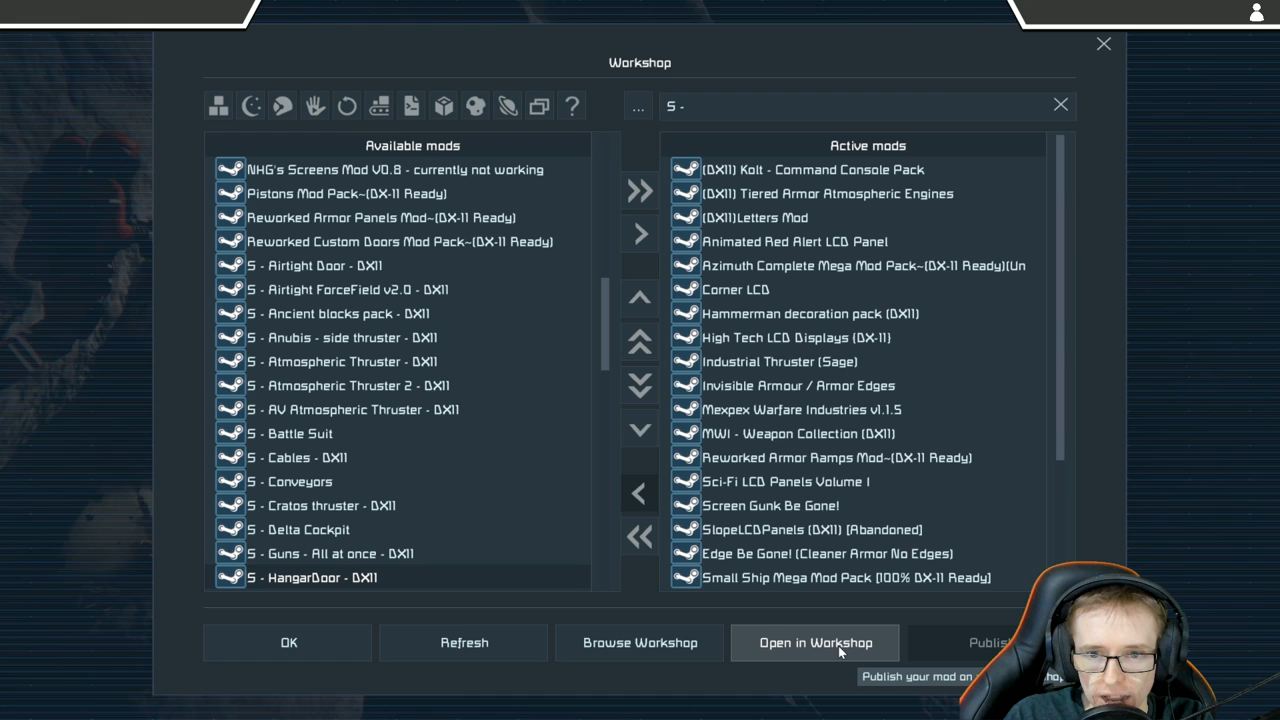 Workshop
...
S -
?
Available mods
NHG's Screens Mod V0.8 - currently not working
Pistons Mod Pack~(DX-11 Ready)
Reworked Armor Panels Mod~(DX-11 Ready)
Reworked Custom Doors Mod Pack~(DX-11 Ready)
S - Airtight Door - DX11
S - Airtight ForceField v2.0 - DX11
S - Ancient blocks pack - DX11
S - Anubis - side thruster - DX11
S - Atmospheric Thruster - DX11
S - Atmospheric Thruster 2 - DX11
S - AV Atmospheric Thruster - DX11
S - Battle Suit
S - Cables - DX11
S - Conveyors
S - Cratos thruster - DX11
S - Delta Cockpit
S - Guns - All at once - DX11
S - HangarDoor - DX11
Active mods
(DX11) Kolt - Command Console Pack
(DX11) Tiered Armor Atmospheric Engines
(DX11)Letters Mod
Animated Red Alert LCD Panel
Azimuth Complete Mega Mod Pack~(DX-11 Ready)(Un
Corner LCD
Hammerman decoration pack (DX11)
High Tech LCD Displays (DX-11}
Industrial Thruster (Sage)
Invisible Armour / Armor Edges
Mexpex Warfare Industries v1.1.5
MWI - Weapon Collection (DX11)
Reworked Armor Ramps Mod~(DX-11 Ready)
Sci-Fi LCD Panels Volume 1
Screen Gunk Be Gone!
SlopeLCDPanels (DX11) [Abandoned]
Edge Be Gone! (Cleaner Armor No Edges)
Small Ship Mega Mod Pack [100% DX-11 Ready]
OK
Refresh
Browse Workshop
Open in Workshop
Publis
Publish your mod on